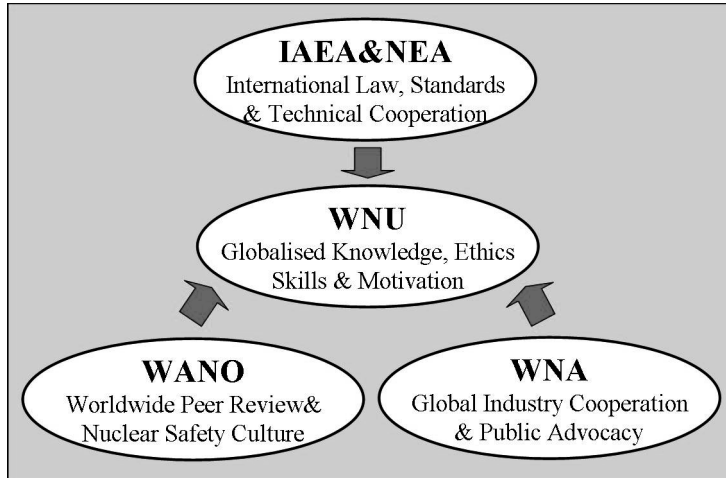 IAEA&NEA
International Law, Standards
& Technical Cooperation
WNU
Globalised Knowledge, Ethics
Skills & Motivation
WANO
Worldwide Peer Review&
Nuclear Safety Culture
WNA
Global Industry Cooperation
& Public Advocacy